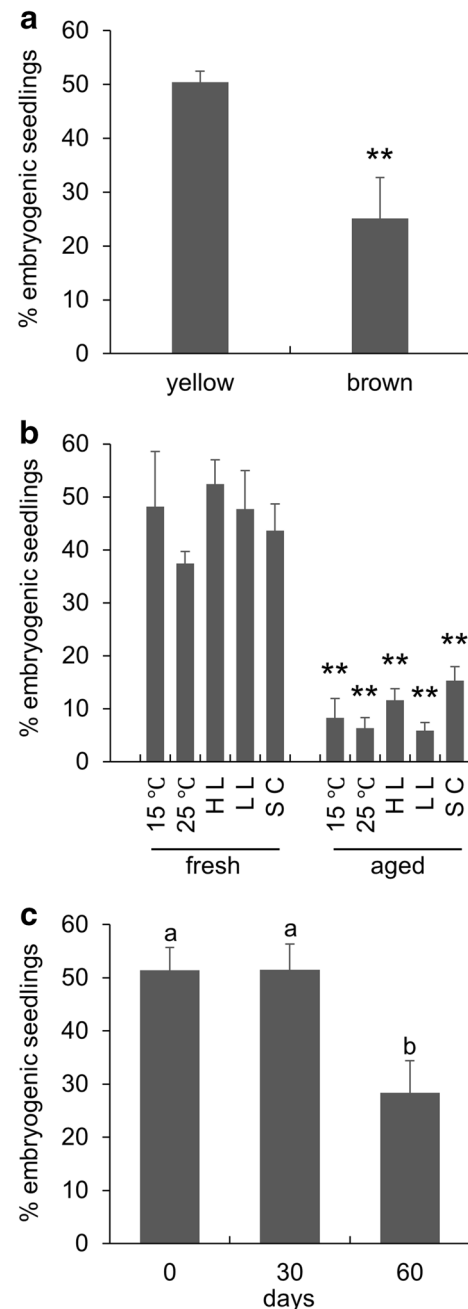 a
% embryogenic seedlings
60
50
40
30
20
10
0
**
yellow brown
b
% embryogenic seedlings
60
50
40
30
20
10
0
** ** ** ** **
15 °C 25 °C H L L L S C 15 °C 25 °C H L L L S C
fresh aged
c
% embryogenic seedlings
60
50
40
30
20
10
0
a a b
0 30 60
days